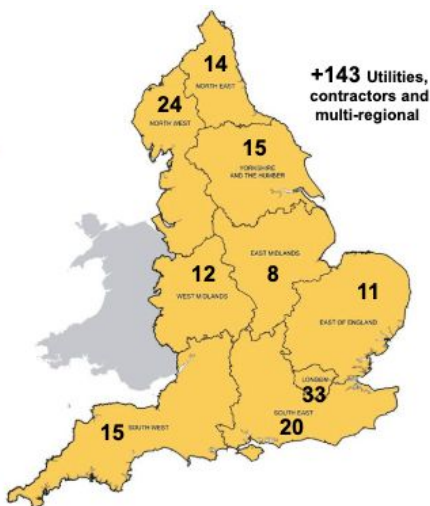 14
NORTH EAST
+143 Utilities,
contractors and
multi-regional
24
NORTH WEST
15
YORKSHIRE
AND THE HUMBER
EAST MIDLANDS
8
12
WEST MIDLANDS
11
EAST OF ENGLAND
LONDON
33
SOUTH EAST
20
15 SOUTH WEST